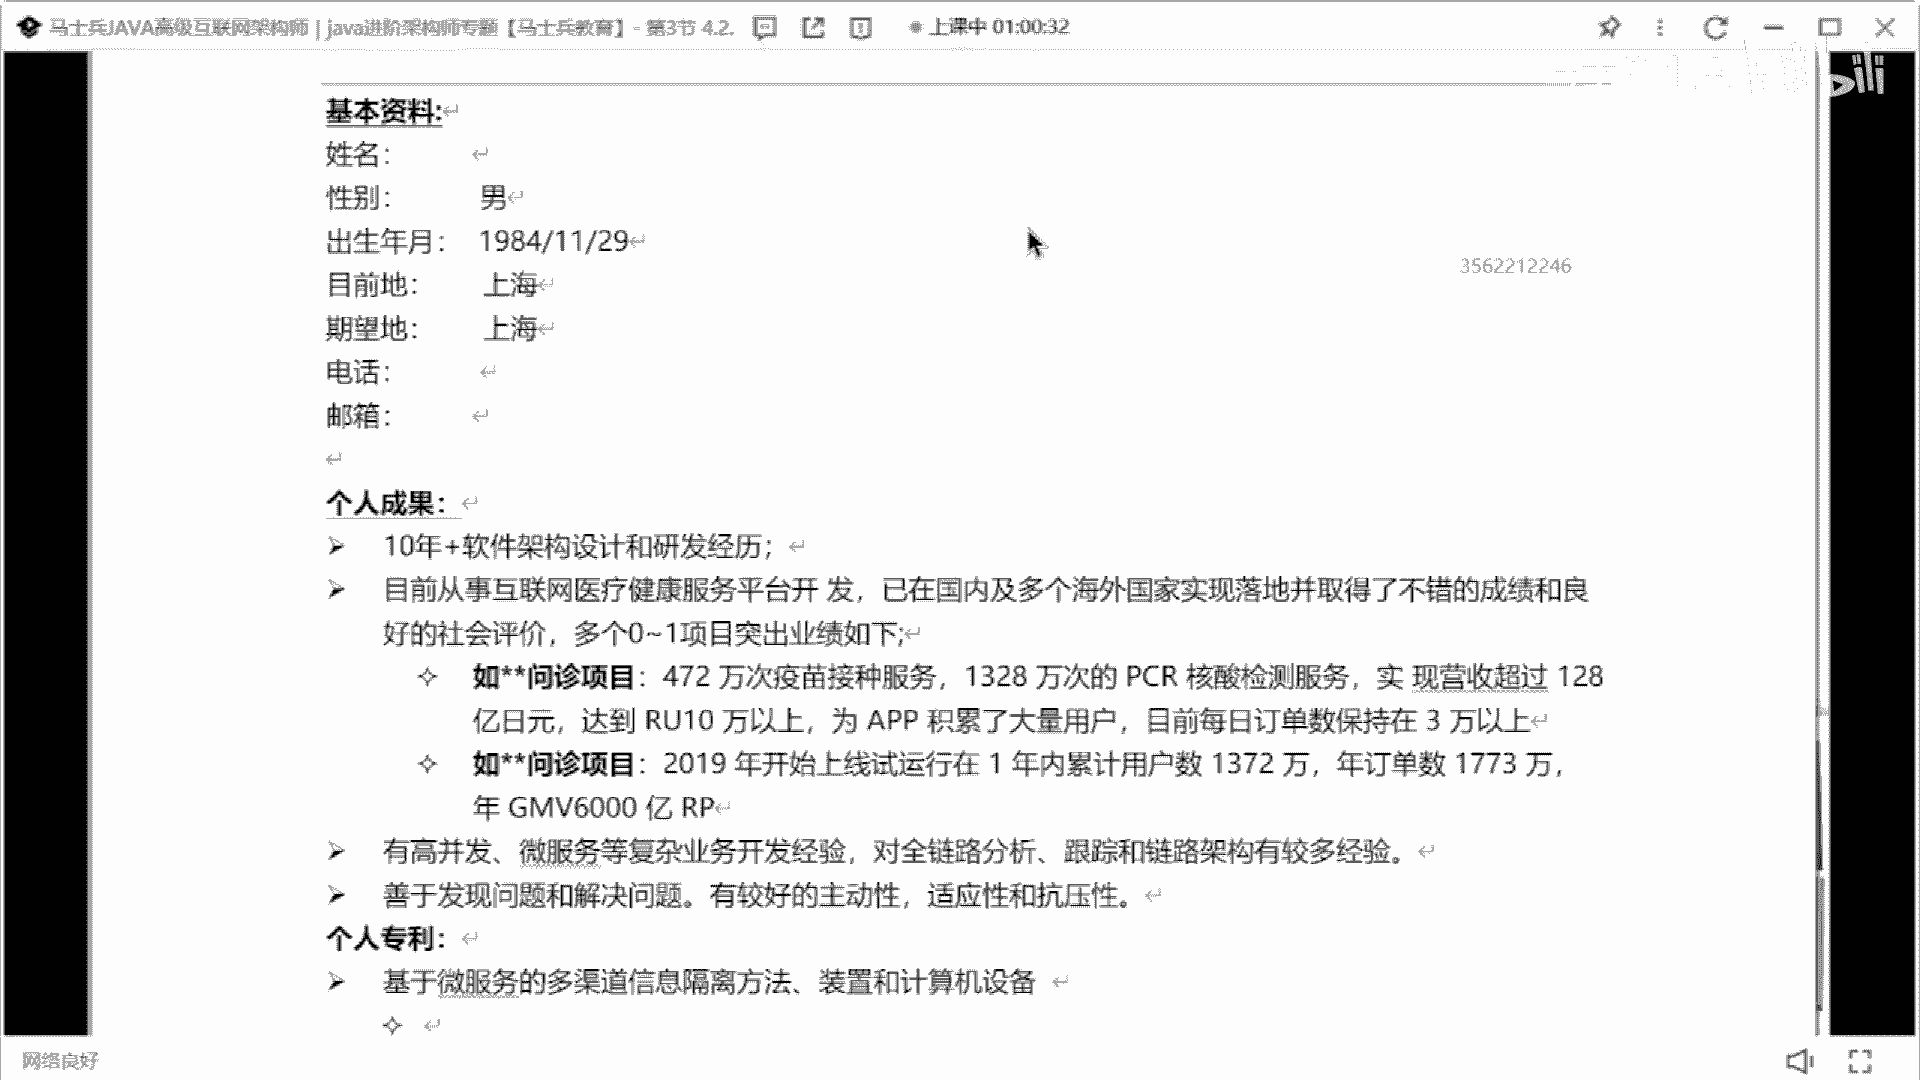 马士兵JAVA高级互联网架构师 | java进阶架构师专题【马士兵教育】- 第3节 4.2.
上课中 01:00:32
基本资料:
姓名：
性别： 男
出生年月： 1984/11/29
3562212246
目前地： 上海
期望地： 上海
电话：
邮箱：
个人成果：
10年+软件架构设计和研发经历；
目前从事互联网医疗健康服务平台开 发，已在国内及多个海外国家实现落地并取得了不错的成绩和良
好的社会评价，多个0~1项目突出业绩如下;
如**问诊项目：472 万次疫苗接种服务，1328 万次的 PCR 核酸检测服务，实 现营收超过 128
亿日元，达到 RU10 万以上，为 APP 积累了大量用户，目前每日订单数保持在 3 万以上
如**问诊项目：2019 年开始上线试运行在 1 年内累计用户数 1372 万，年订单数 1773 万，
年 GMV6000 亿 RP
有高并发、微服务等复杂业务开发经验，对全链路分析、跟踪和链路架构有较多经验。
善于发现问题和解决问题。有较好的主动性，适应性和抗压性。
个人专利：
基于微服务的多渠道信息隔离方法、装置和计算机设备
网络良好